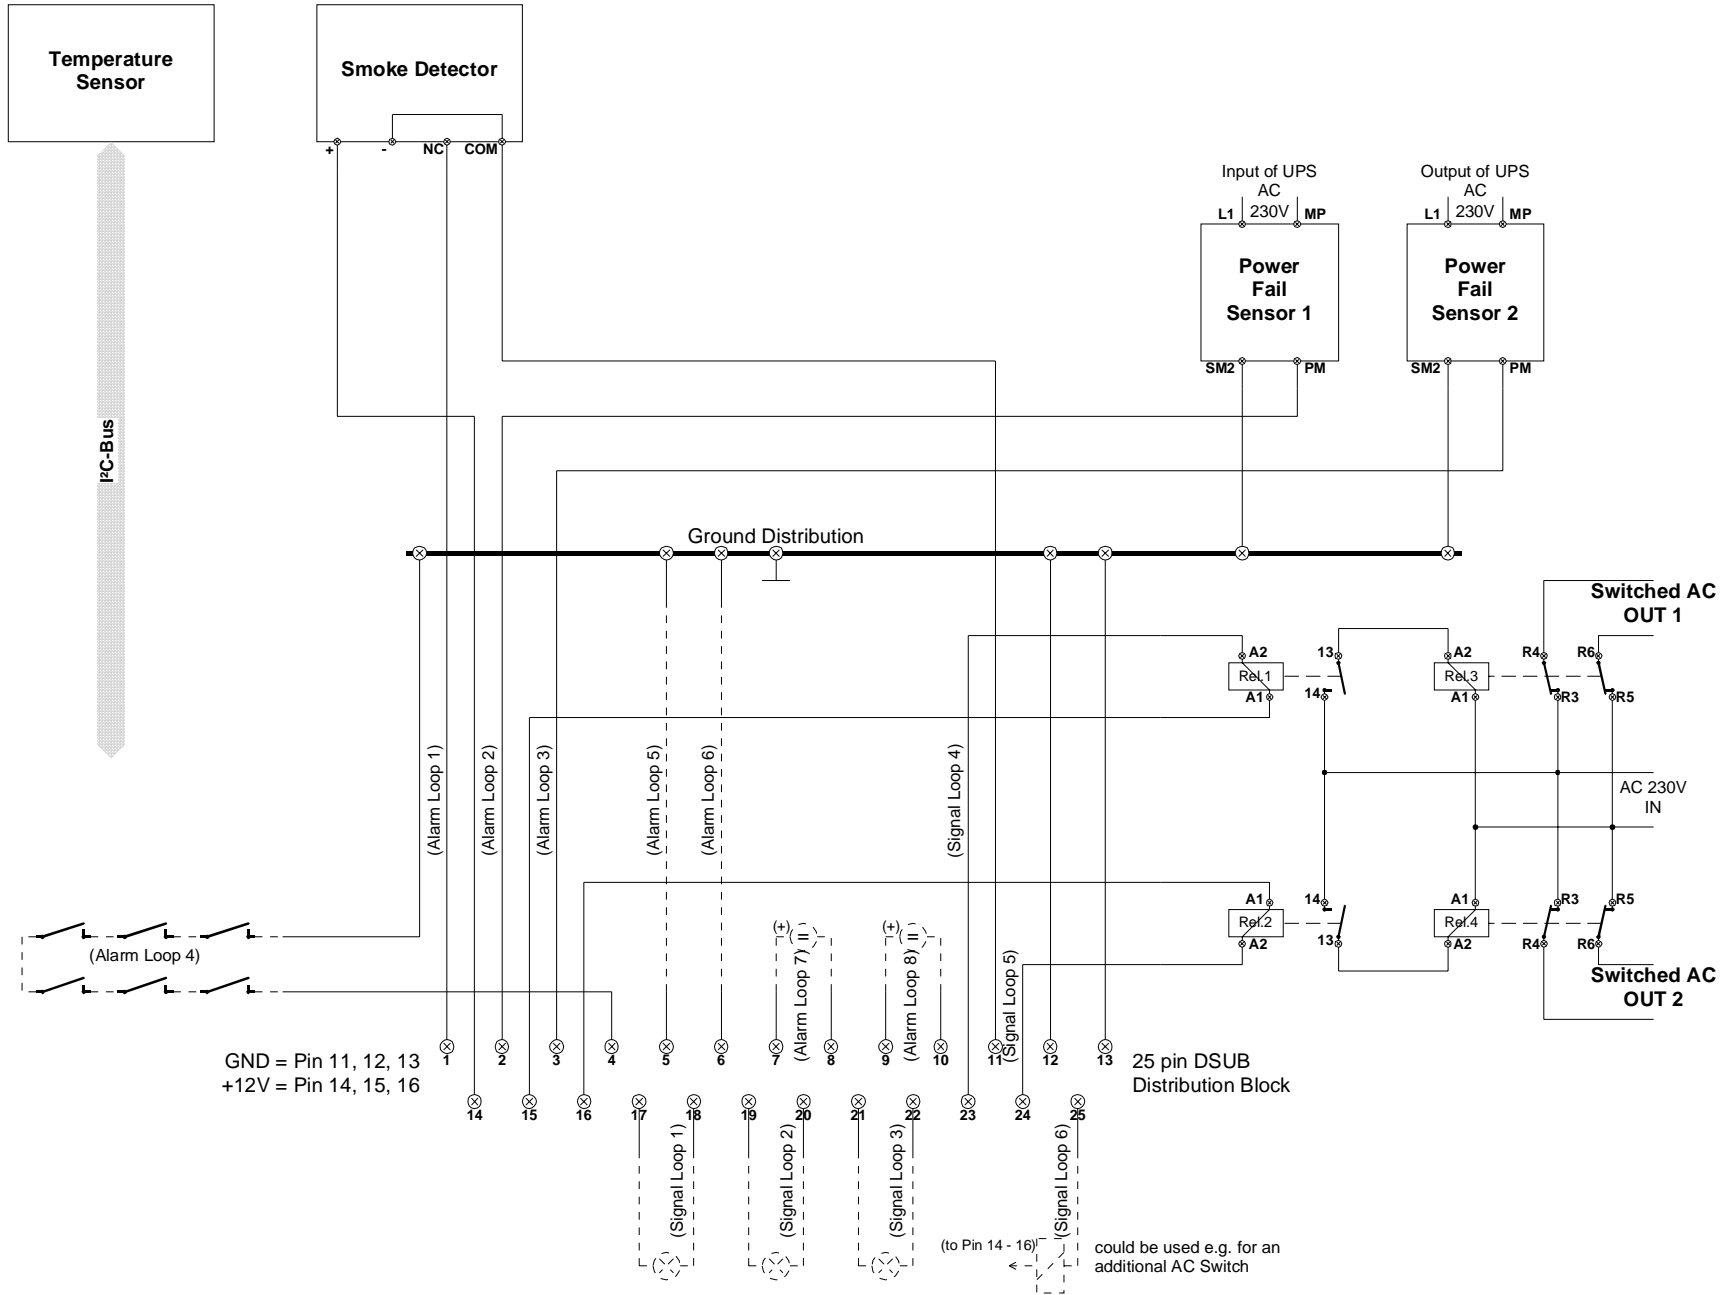 Temperature
Sensor
Smoke Detector
+
-
NC
COM
I²C-Bus
Input of UPS
AC
230V
L1
MP
Power
Fail
Sensor 1
SM2
PM
Output of UPS
AC
230V
L1
MP
Power
Fail
Sensor 2
SM2
PM
Ground Distribution
Switched AC
OUT 1
A2
Rel.1
A1
13
14
A2
Rel.3
A1
R4
R3
R6
R5
AC 230V
IN
A1
Rel.2
A2
14
13
A1
Rel.4
A2
R3
R4
R5
R6
Switched AC
OUT 2
(Alarm Loop 1)
(Alarm Loop 2)
(Alarm Loop 3)
(Alarm Loop 5)
(Alarm Loop 6)
(Signal Loop 4)
(Alarm Loop 4)
(+)
=
(Alarm Loop 7)
(+)
=
(Alarm Loop 8)
(Signal Loop 5)
GND = Pin 11, 12, 13
+12V = Pin 14, 15, 16
1
2
3
4
5
6
7
8
9
10
11
12
13
25 pin DSUB
Distribution Block
14
15
16
17
18
19
20
21
22
23
24
25
(Signal Loop 1)
(Signal Loop 2)
(Signal Loop 3)
(Signal Loop 6)
(to Pin 14 - 16)
could be used e.g. for an
additional AC Switch